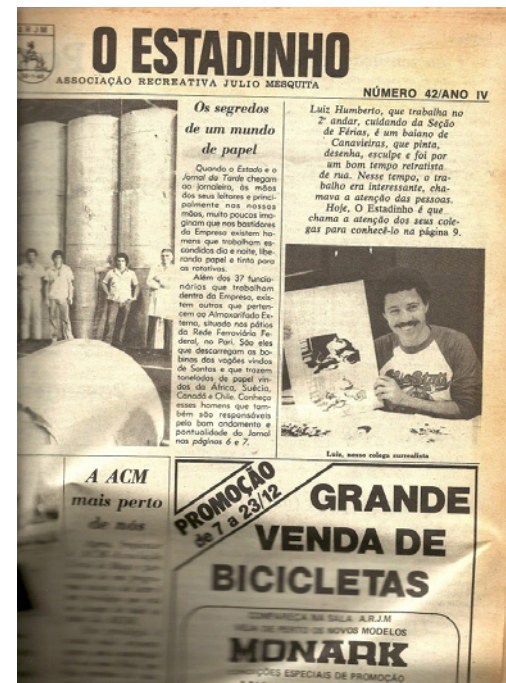 A.R.J.M
O ESTADINHO
ASSOCIAÇÃO RECREATIVA JULIO MESQUITA
NÚMERO 42/ANO IV
Os segredos
de um mundo
de papel
Quando o Estado e o
Jornal da Tarde chegam
ao jornaleiro, às mãos
dos seus leitores e princi-
palmente nas nossas
mãos, muito poucos ima-
ginam que nos bastidores
da Empresa existem ho-
mens que trabalham es-
condidos dia e noite, libe-
rando papel e tinta para
as rotativas.
Além dos 37 funcio-
nários que trabalham
dentro da Empresa, exis-
tem outros que perten-
cem ao Almoxarifado Ex-
terno, situado nos pátios
da Rede Ferroviária Fe-
deral, no Pari. São eles
que descarregam as bo-
binas dos vagões vindos
de Santos e que trazem
toneladas de papel vin-
dos da África, Suécia,
Canadá e Chile. Conheça
esses homens que tam-
bém são responsáveis
pelo bom andamento e
pontualidade do Jornal
nas páginas 6 e 7.
Luiz Humberto, que trabalha no
2º andar, cuidando da Seção
de Férias, é um baiano de
Canavieiras, que pinta,
desenha, esculpe e foi por
um bom tempo retratista
de rua. Nesse tempo, o tra-
balho era interessante, cha-
mava a atenção das pessoas.
Hoje, O Estadinho é que
chama a atenção dos seus cole-
gas para conhecê-lo na página 9.
Luiz, nosso colega surrealista
A ACM
mais perto
de nós
PROMOÇÃO
de 7 a 23/12
GRANDE
VENDA DE
BICICLETAS
COMPAREÇA NA SALA A.R.J.M
VEJA DE PERTO OS NOVOS MODELOS
MONARK
CONDIÇÕES ESPECIAIS DE PROMOÇÃO